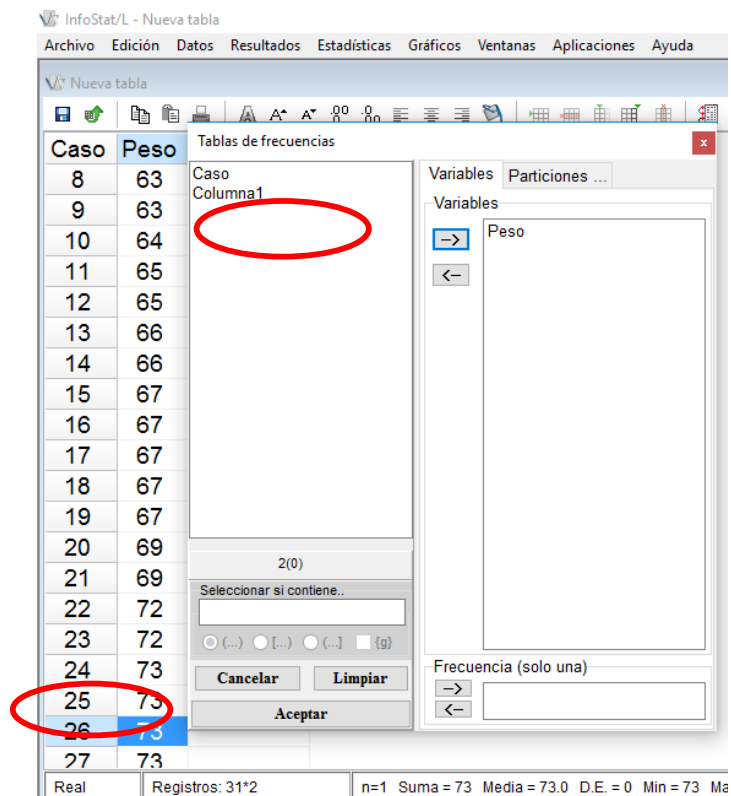 InfoStat/L - Nueva tabla
Archivo Edición Datos Resultados Estadísticas Gráficos Ventanas Aplicaciones Ayuda
Nueva tabla
Caso Peso
8 63
9 63
10 64
11 65
12 65
13 66
14 66
15 67
16 67
17 67
18 67
19 67
20 69
21 69
22 72
23 72
24 73
25 73
26 73
27 73
Tablas de frecuencias
x
Caso
Columna1
2(0)
Seleccionar si contiene..
(...) [...) (...] {g}
Cancelar Limpiar
Aceptar
Variables Particiones ...
Variables
-->
Peso
<--
Frecuencia (solo una)
-->
<--
Real Registros: 31*2 n=1 Suma = 73 Media = 73.0 D.E. = 0 Min = 73